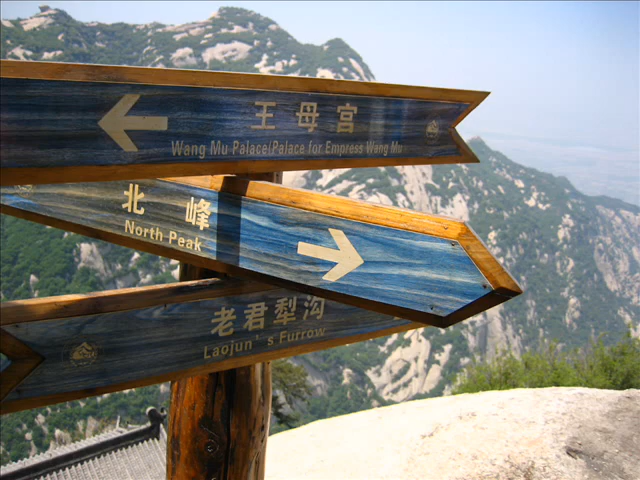 王母宫
Wang Mu Palace/Palace for Empress Wang Mu
北峰
North Peak
老君犁沟
Laojun's Furrow